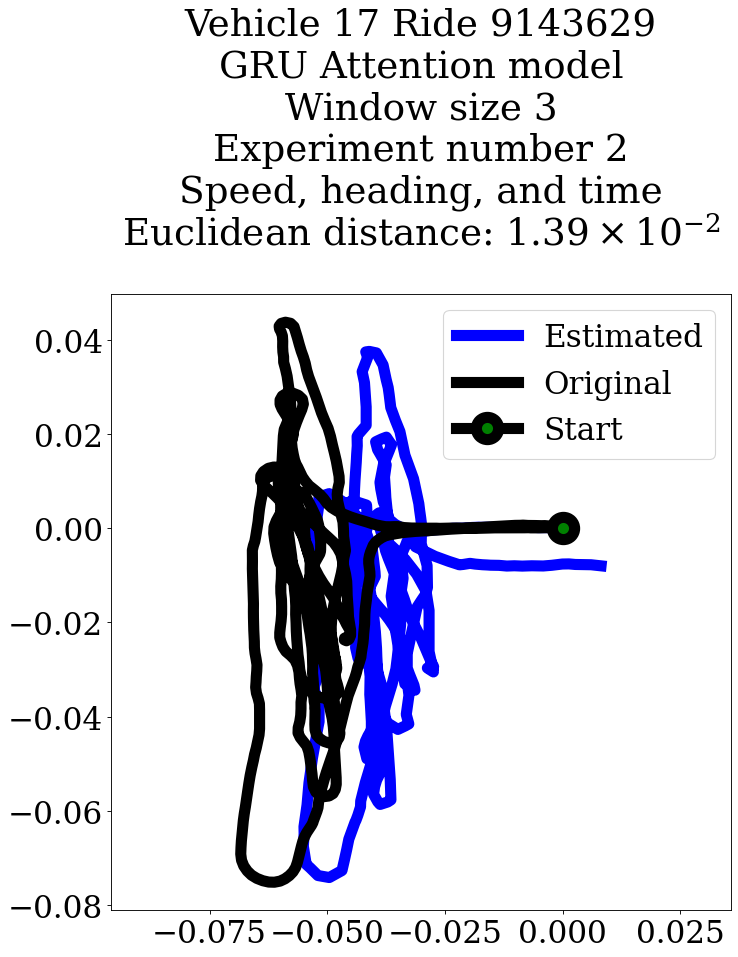 Vehicle 17 Ride 9143629
GRU Attention model
Window size 3
Experiment number 2
Speed, heading, and time
Euclidean distance: 1.39 × 10⁻²
Estimated
Original
Start
0.04
0.02
0.00
−0.02
−0.04
−0.06
−0.08
−0.075 −0.050 −0.025 0.000 0.025